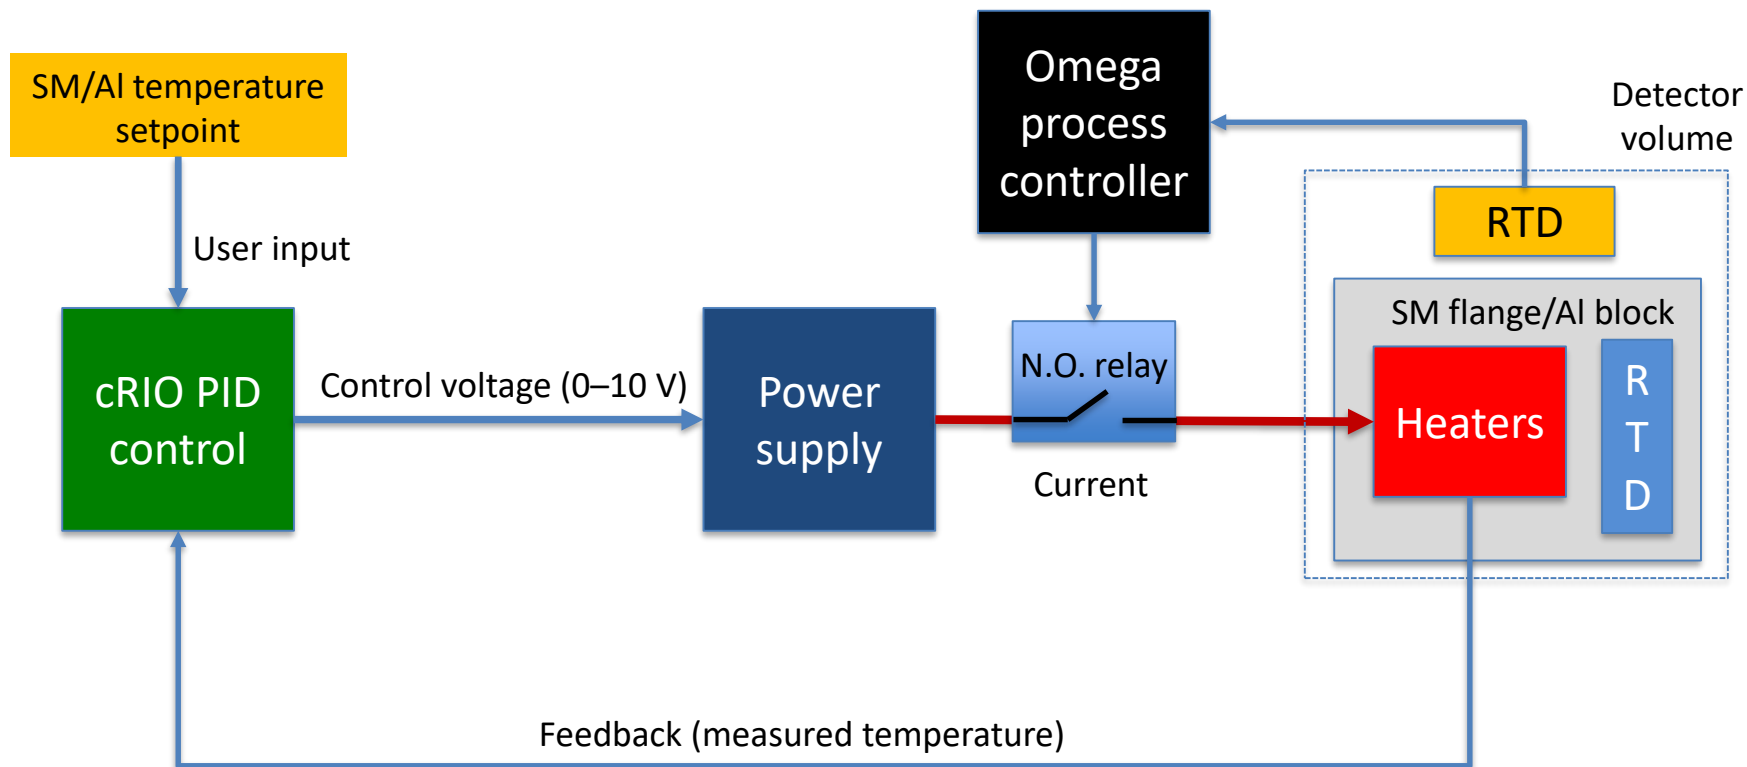 SM/Al temperature
setpoint
User input
cRIO PID
control
Control voltage (0–10 V)
Power
supply
Omega
process
controller
N.O. relay
Current
Detector
volume
RTD
SM flange/Al block
Heaters
R
T
D
Feedback (measured temperature)